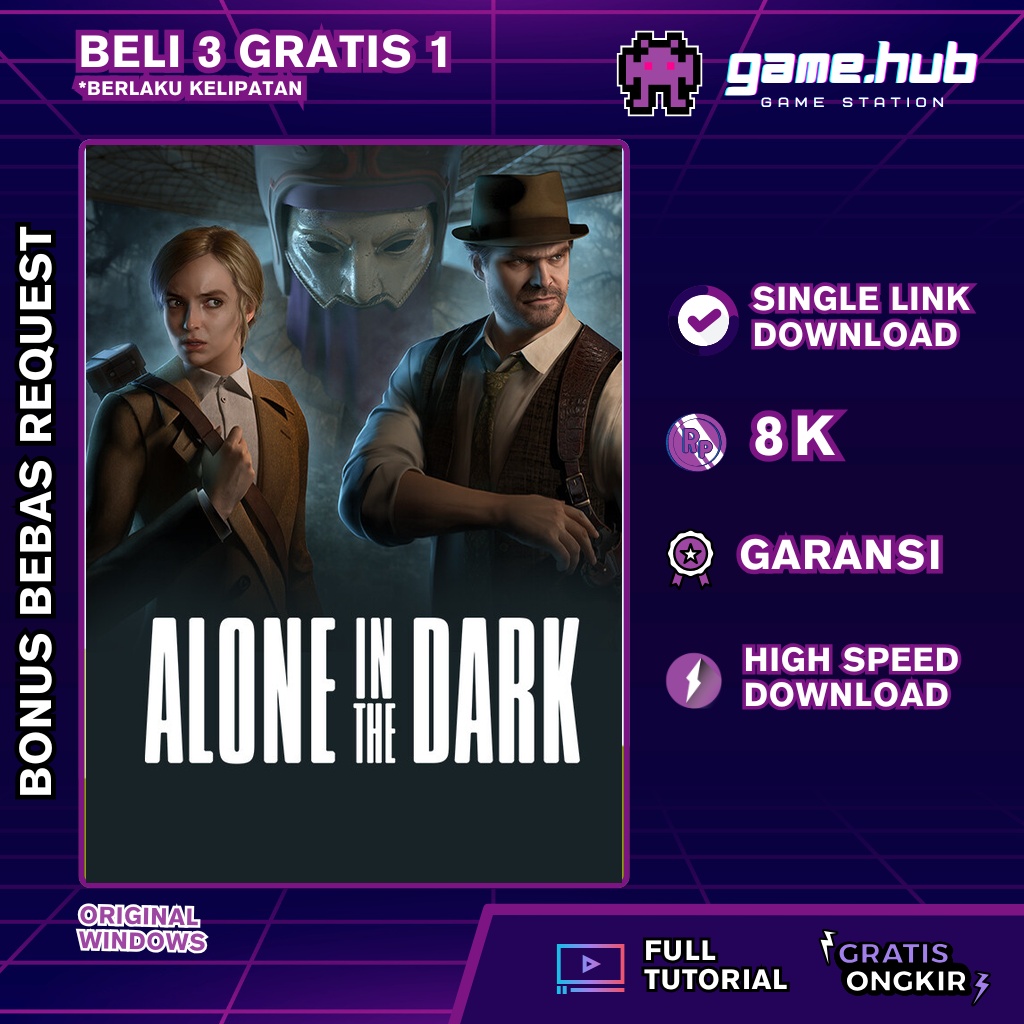 BELI 3 GRATIS 1
*BERLAKU KELIPATAN
game.hub
GAME STATION
BONUS BEBAS REQUEST
ALONE IN THE DARK
SINGLE LINK
DOWNLOAD
Rp
8K
GARANSI
HIGH SPEED
DOWNLOAD
ORIGINAL
WINDOWS
FULL
TUTORIAL
GRATIS
ONGKIR